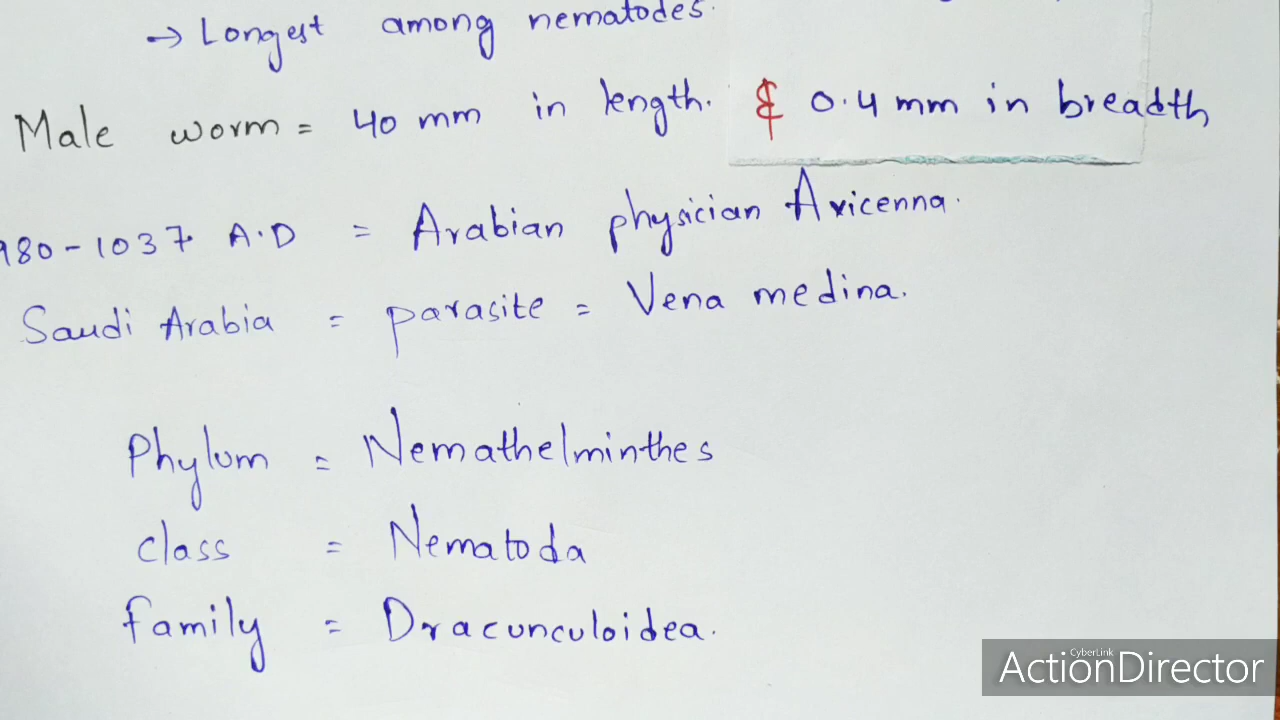 → Longest among nematodes.
Male worm = 40 mm in length. & 0.4 mm in breadth
980-1037 A.D = Arabian physician Avicenna.
Saudi Arabia = parasite = Vena medina.
Phylum = Nemathelminthes
class = Nematoda
family = Dracunculoidea.
CyberLink
ActionDirector